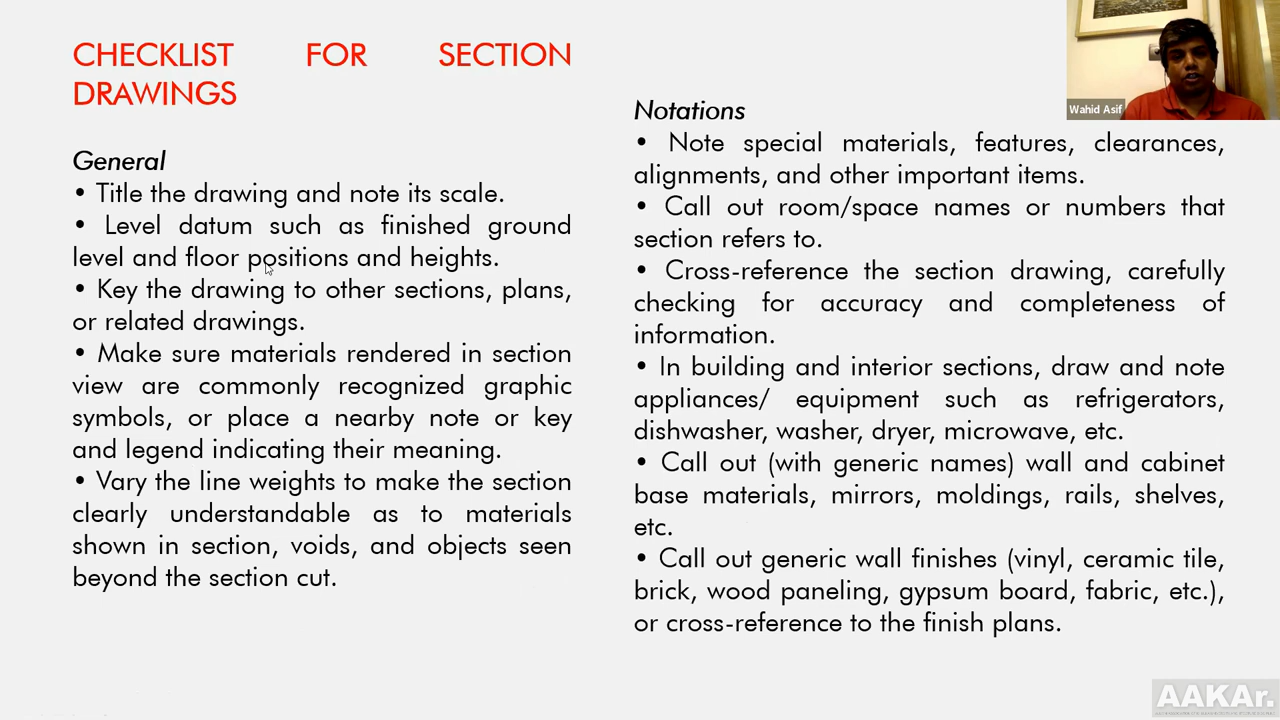 CHECKLIST FOR SECTION
DRAWINGS
General
• Title the drawing and note its scale.
• Level datum such as finished ground
level and floor positions and heights.
• Key the drawing to other sections, plans,
or related drawings.
• Make sure materials rendered in section
view are commonly recognized graphic
symbols, or place a nearby note or key
and legend indicating their meaning.
• Vary the line weights to make the section
clearly understandable as to materials
shown in section, voids, and objects seen
beyond the section cut.
Notations
• Note special materials, features, clearances,
alignments, and other important items.
• Call out room/space names or numbers that
section refers to.
• Cross-reference the section drawing, carefully
checking for accuracy and completeness of
information.
• In building and interior sections, draw and note
appliances/ equipment such as refrigerators,
dishwasher, washer, dryer, microwave, etc.
• Call out (with generic names) wall and cabinet
base materials, mirrors, moldings, rails, shelves,
etc.
• Call out generic wall finishes (vinyl, ceramic tile,
brick, wood paneling, gypsum board, fabric, etc.),
or cross-reference to the finish plans.
Wahid Asif
AAKAr.